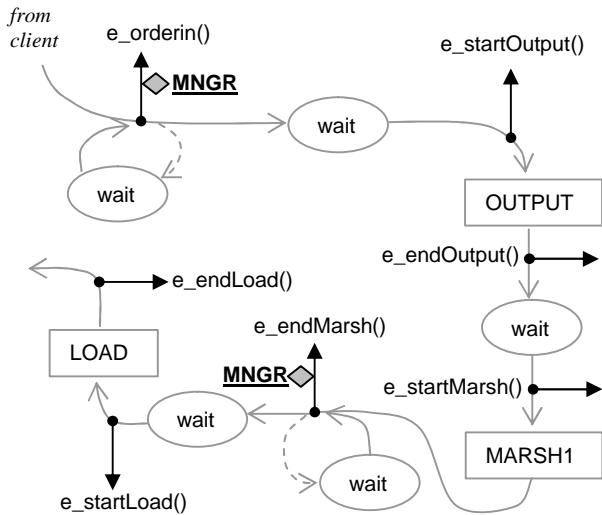 from
client
e_orderin()
MNGR
e_startOutput()
wait
wait
OUTPUT
e_endOutput()
e_endLoad()
wait
e_endMarsh()
LOAD
MNGR
e_startMarsh()
wait
MARSH1
wait
e_startLoad()